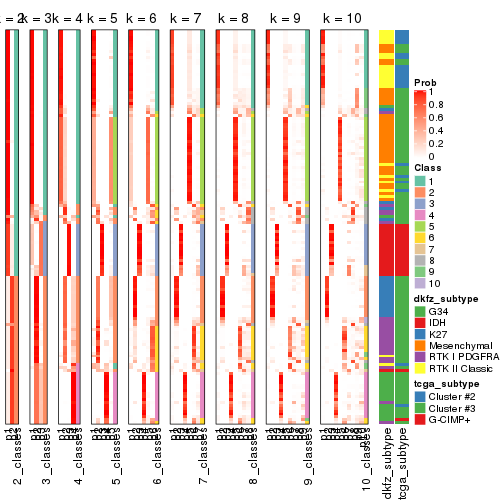 k = 2 k = 3 k = 4 k = 5 k = 6 k = 7 k = 8 k = 9 k = 10
Prob
1
0.8
0.6
0.4
0.2
0
Class
1
2
3
4
5
6
7
8
9
10
dkfz_subtype
G34
IDH
K27
Mesenchymal
RTK I PDGFRA
RTK II Classic
tcga_subtype
Cluster #2
Cluster #3
G-CIMP+
2_classes
3_classes
4_classes
5_classes
6_classes
7_classes
8_classes
9_classes
10_classes
dkfz_subtype
tcga_subtype